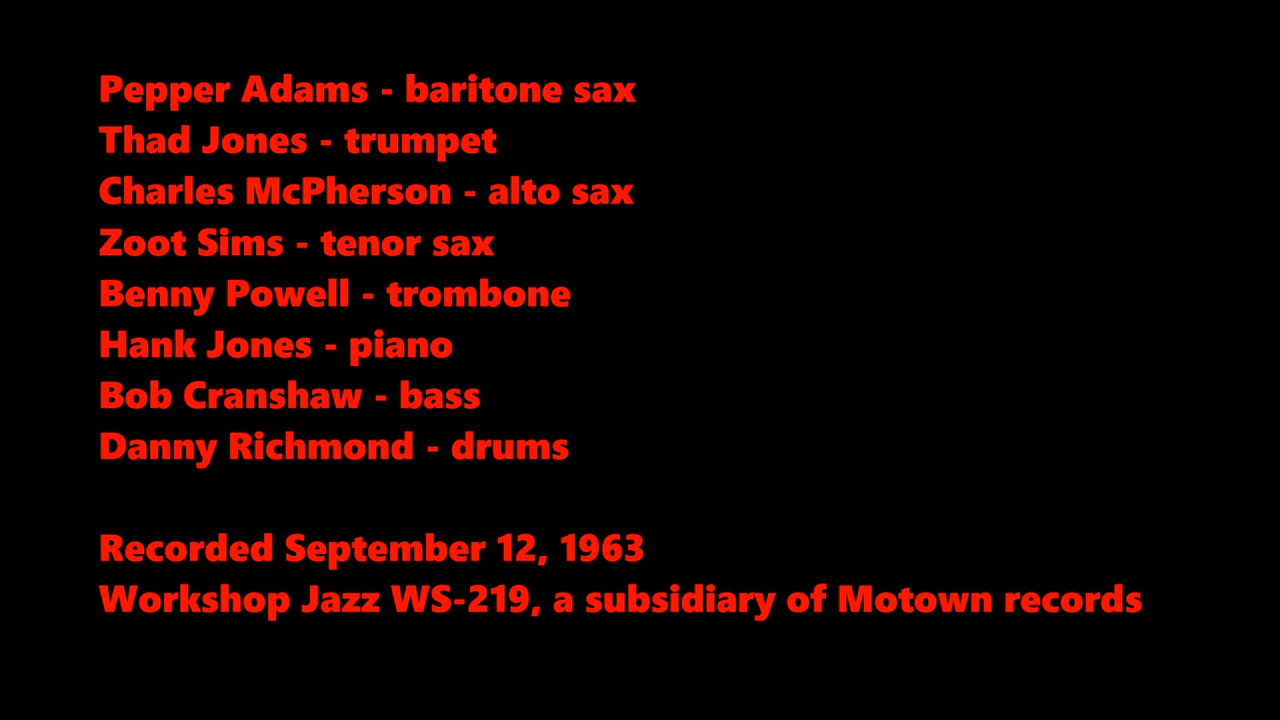 Pepper Adams - baritone sax
Thad Jones - trumpet
Charles McPherson - alto sax
Zoot Sims - tenor sax
Benny Powell - trombone
Hank Jones - piano
Bob Cranshaw - bass
Danny Richmond - drums
Recorded September 12, 1963
Workshop Jazz WS-219, a subsidiary of Motown records